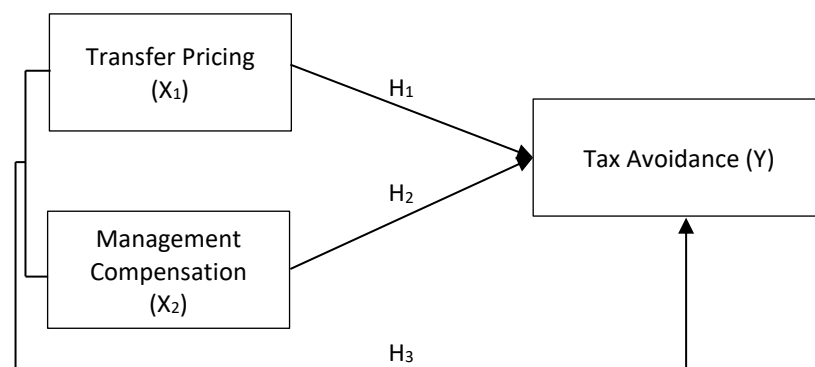 Transfer Pricing
(X₁)
H₁
Tax Avoidance (Y)
H₂
Management
Compensation
(X₂)
H₃